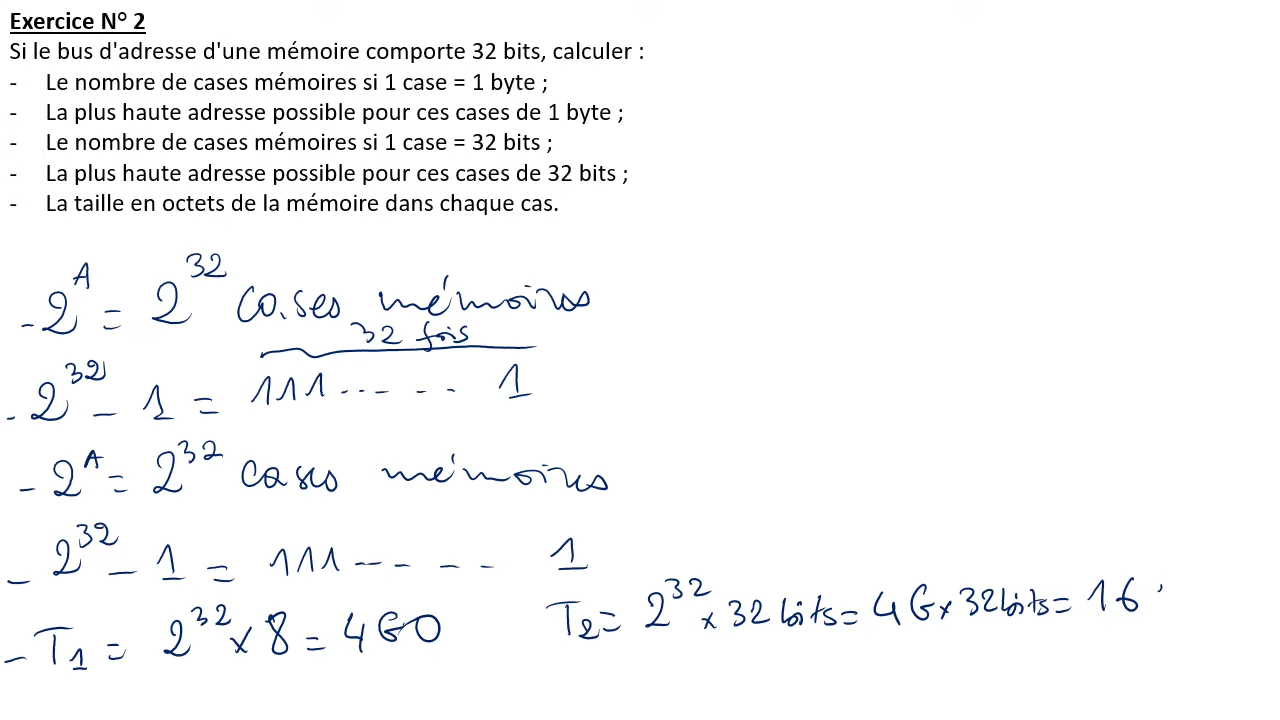 Exercice N° 2
Si le bus d'adresse d'une mémoire comporte 32 bits, calculer :
- Le nombre de cases mémoires si 1 case = 1 byte ;
- La plus haute adresse possible pour ces cases de 1 byte ;
- Le nombre de cases mémoires si 1 case = 32 bits ;
- La plus haute adresse possible pour ces cases de 32 bits ;
- La taille en octets de la mémoire dans chaque cas.
- 2^A = 2^32 cases mémoires
32 fois
- 2^32 - 1 = 111...... 1
- 2^A = 2^32 cases mémoires
- 2^32 - 1 = 111 - - - - - 1
- T1 = 2^32 x 8 = 4GO T2 = 2^32 x 32 bits = 4G x 32 bits = 16